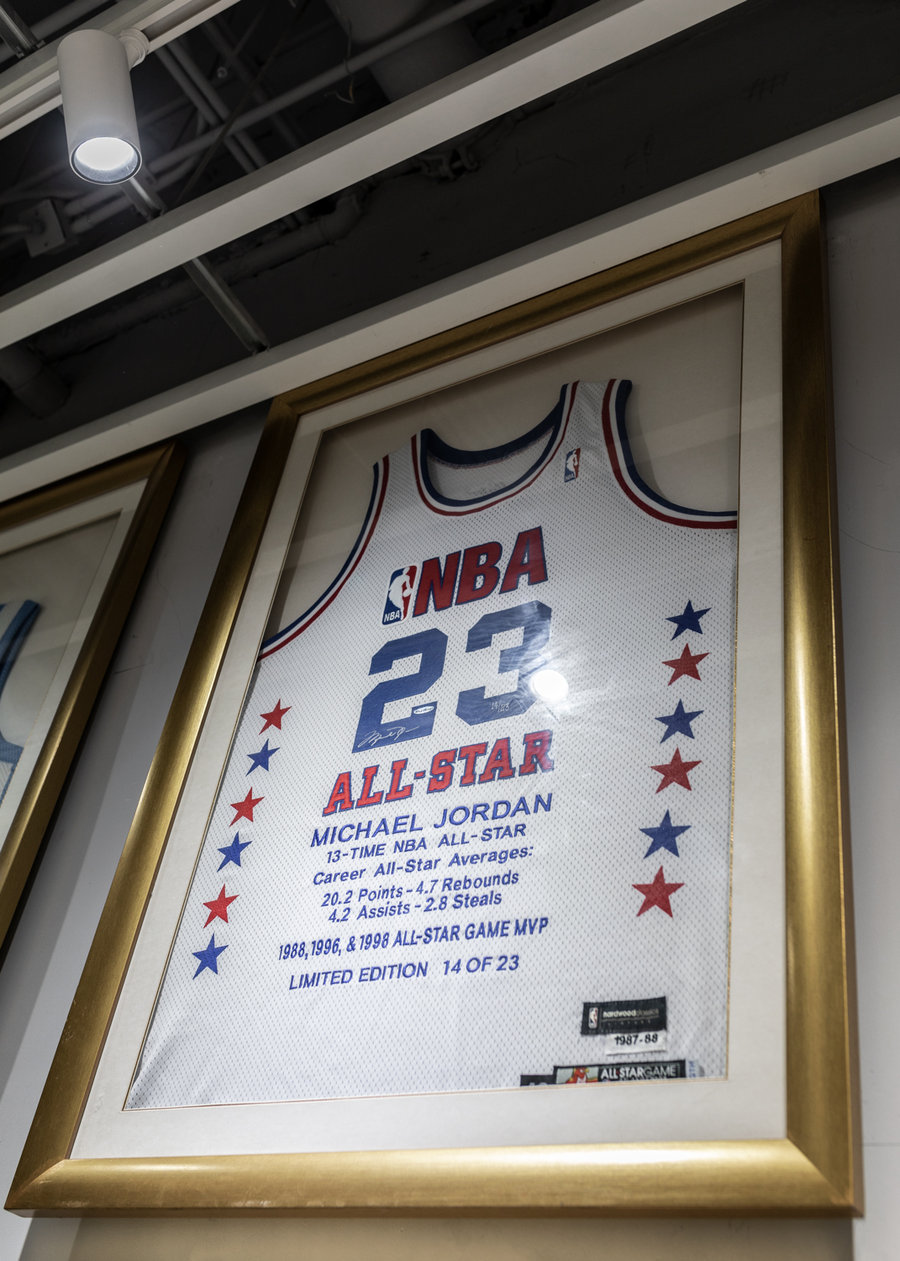 NBA
NBA
23
ALL-STAR
MICHAEL JORDAN
13-TIME NBA ALL-STAR
Career All-Star Averages:
20.2 Points - 4.7 Rebounds
4.2 Assists - 2.8 Steals
1988, 1996, & 1998 ALL-STAR GAME MVP
LIMITED EDITION 14 OF 23
hardwoodclassics
1987-88
ALL STAR GAME